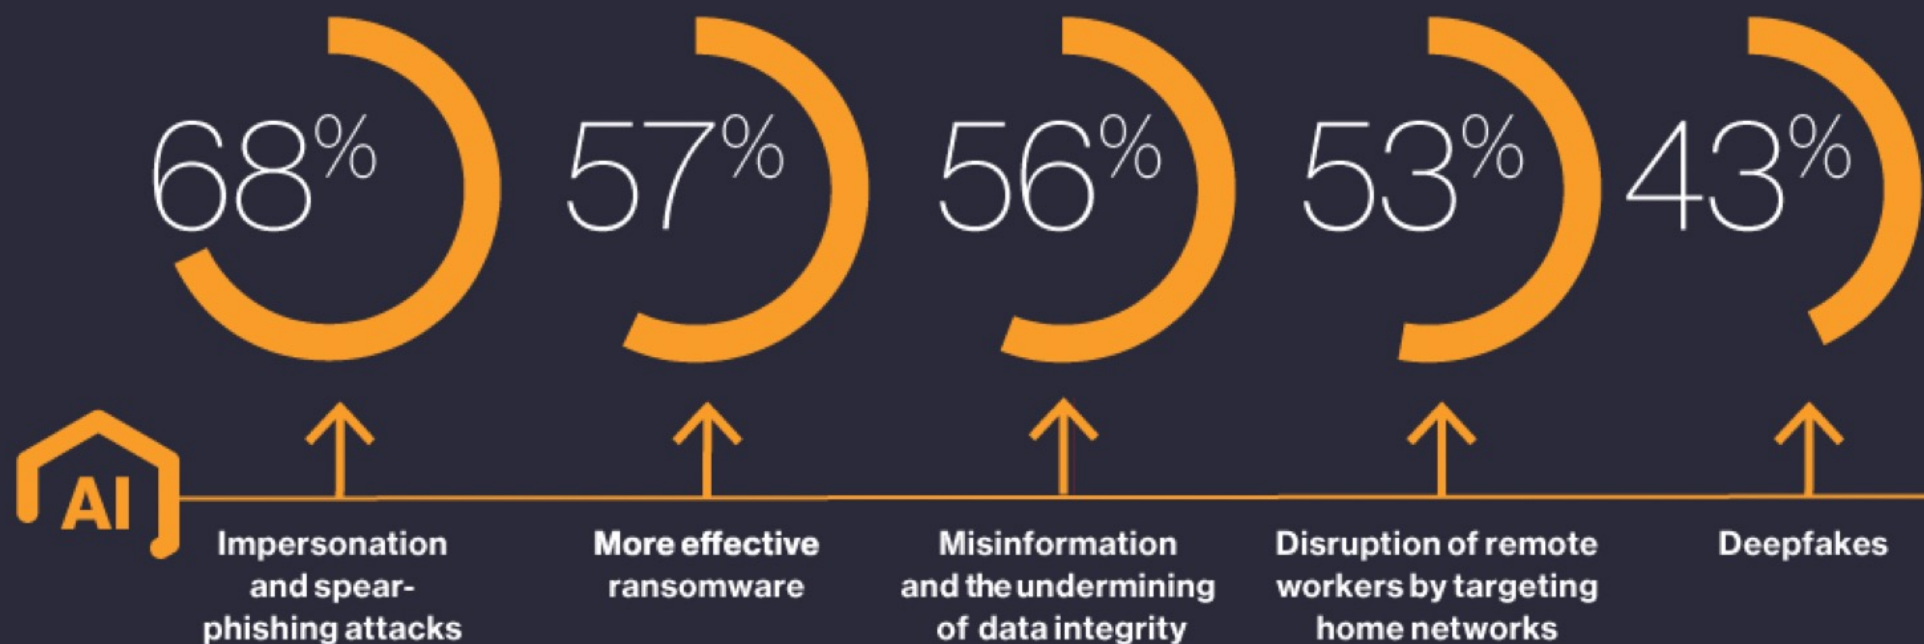 68%
57%
56%
53%
43%
AI
Impersonation
and spear-
phishing attacks
More effective
ransomware
Misinformation
and the undermining
of data integrity
Disruption of remote
workers by targeting
home networks
Deepfakes